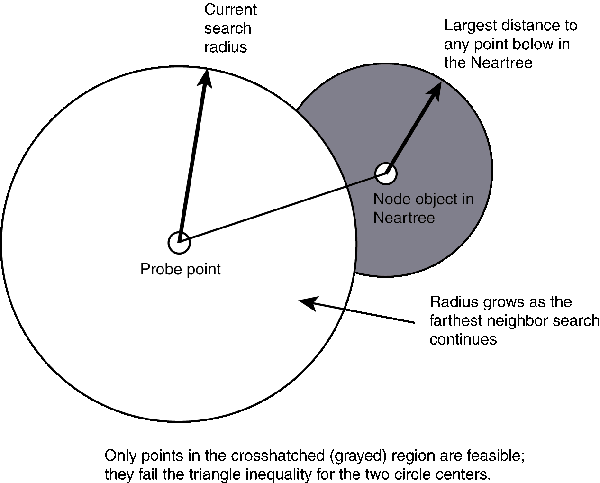 Current
search
radius
Largest distance to
any point below in
the Neartree
Node object in
Neartree
Probe point
Radius grows as the
farthest neighbor search
continues
Only points in the crosshatched (grayed) region are feasible;
they fail the triangle inequality for the two circle centers.